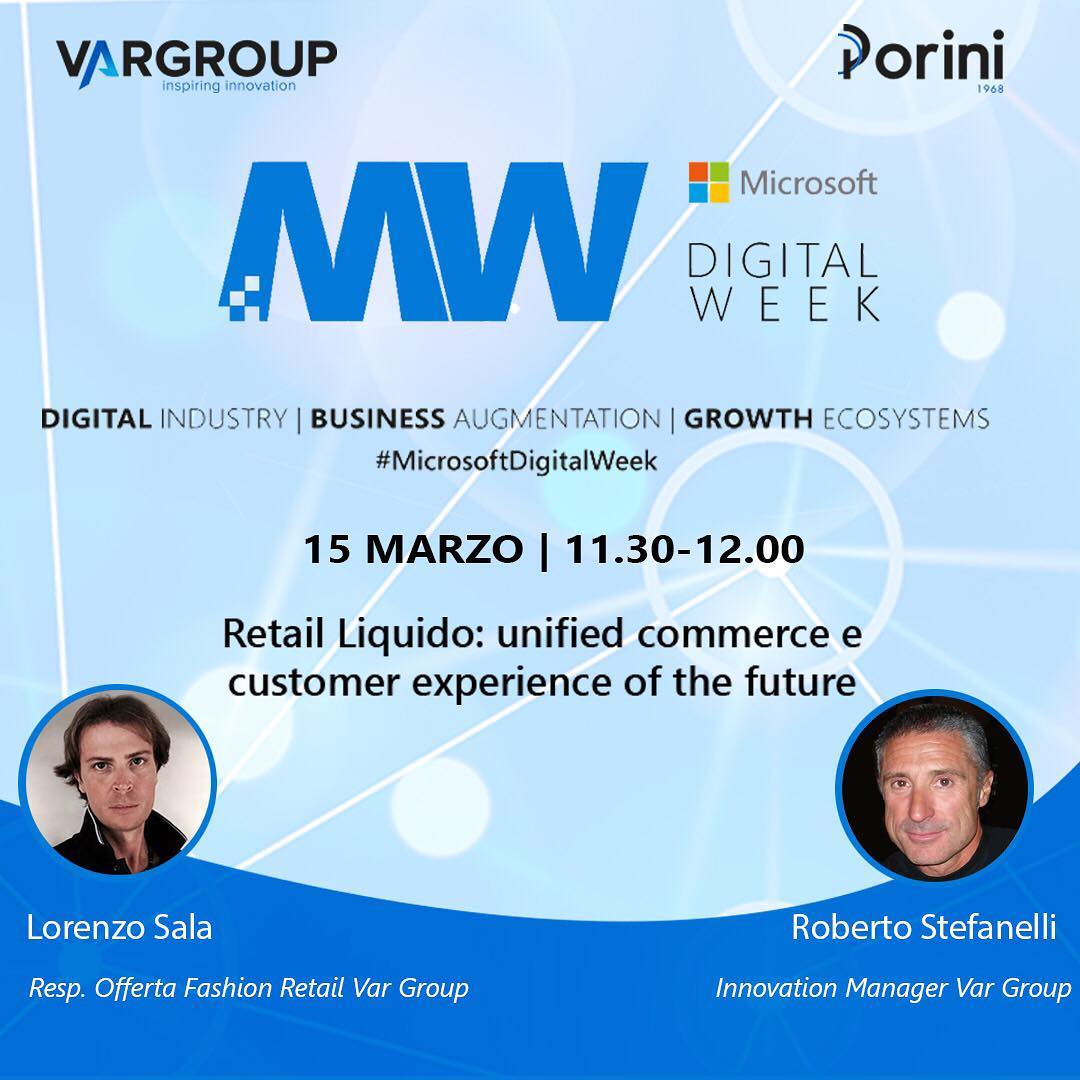 VARGROUP
inspiring innovation
Porini
1968
MW
Microsoft
DIGITAL
WEEK
DIGITAL INDUSTRY | BUSINESS AUGMENTATION | GROWTH ECOSYSTEMS
#MicrosoftDigitalWeek
15 MARZO | 11.30-12.00
Retail Liquido: unified commerce e
customer experience of the future
Lorenzo Sala
Resp. Offerta Fashion Retail Var Group
Roberto Stefanelli
Innovation Manager Var Group